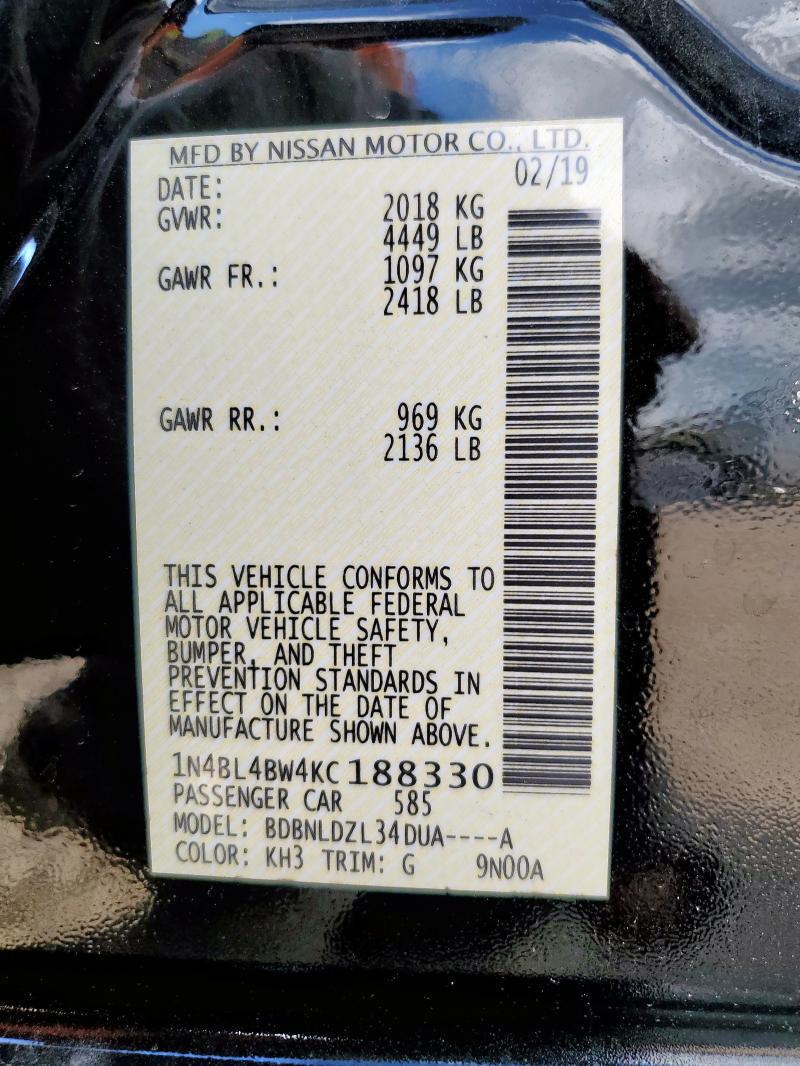 MFD BY NISSAN MOTOR CO., LTD.
DATE: 02/19
GVWR: 2018 KG
4449 LB
GAWR FR.: 1097 KG
2418 LB
GAWR RR.: 969 KG
2136 LB
THIS VEHICLE CONFORMS TO
ALL APPLICABLE FEDERAL
MOTOR VEHICLE SAFETY,
BUMPER, AND THEFT
PREVENTION STANDARDS IN
EFFECT ON THE DATE OF
MANUFACTURE SHOWN ABOVE.
1N4BL4BW4KC188330
PASSENGER CAR 585
MODEL: BDBNLDZL34DUA----A
COLOR: KH3 TRIM: G 9N00A